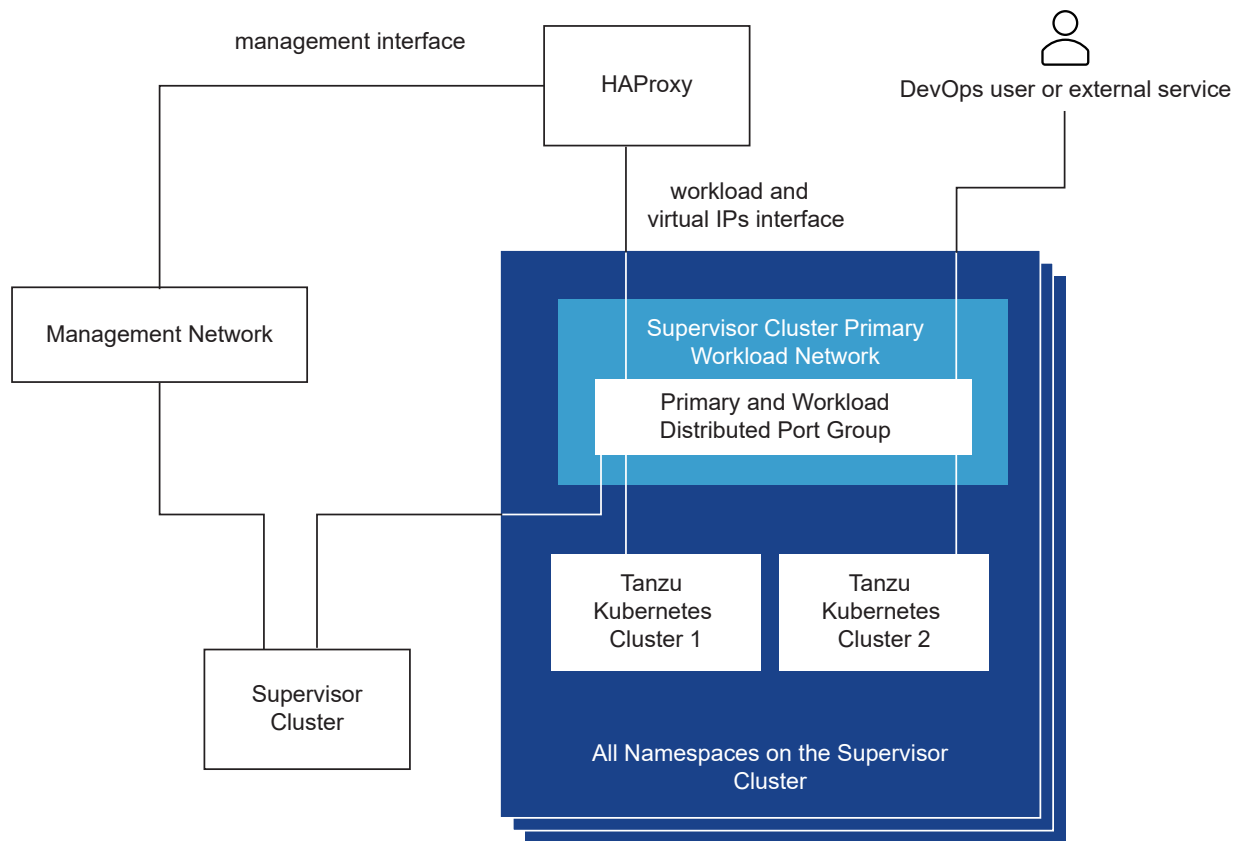 management interface
HAProxy
DevOps user or external service
workload and
virtual IPs interface
Management Network
Supervisor Cluster Primary
Workload Network
Primary and Workload
Distributed Port Group
Tanzu
Kubernetes
Cluster 1
Tanzu
Kubernetes
Cluster 2
Supervisor
Cluster
All Namespaces on the Supervisor
Cluster